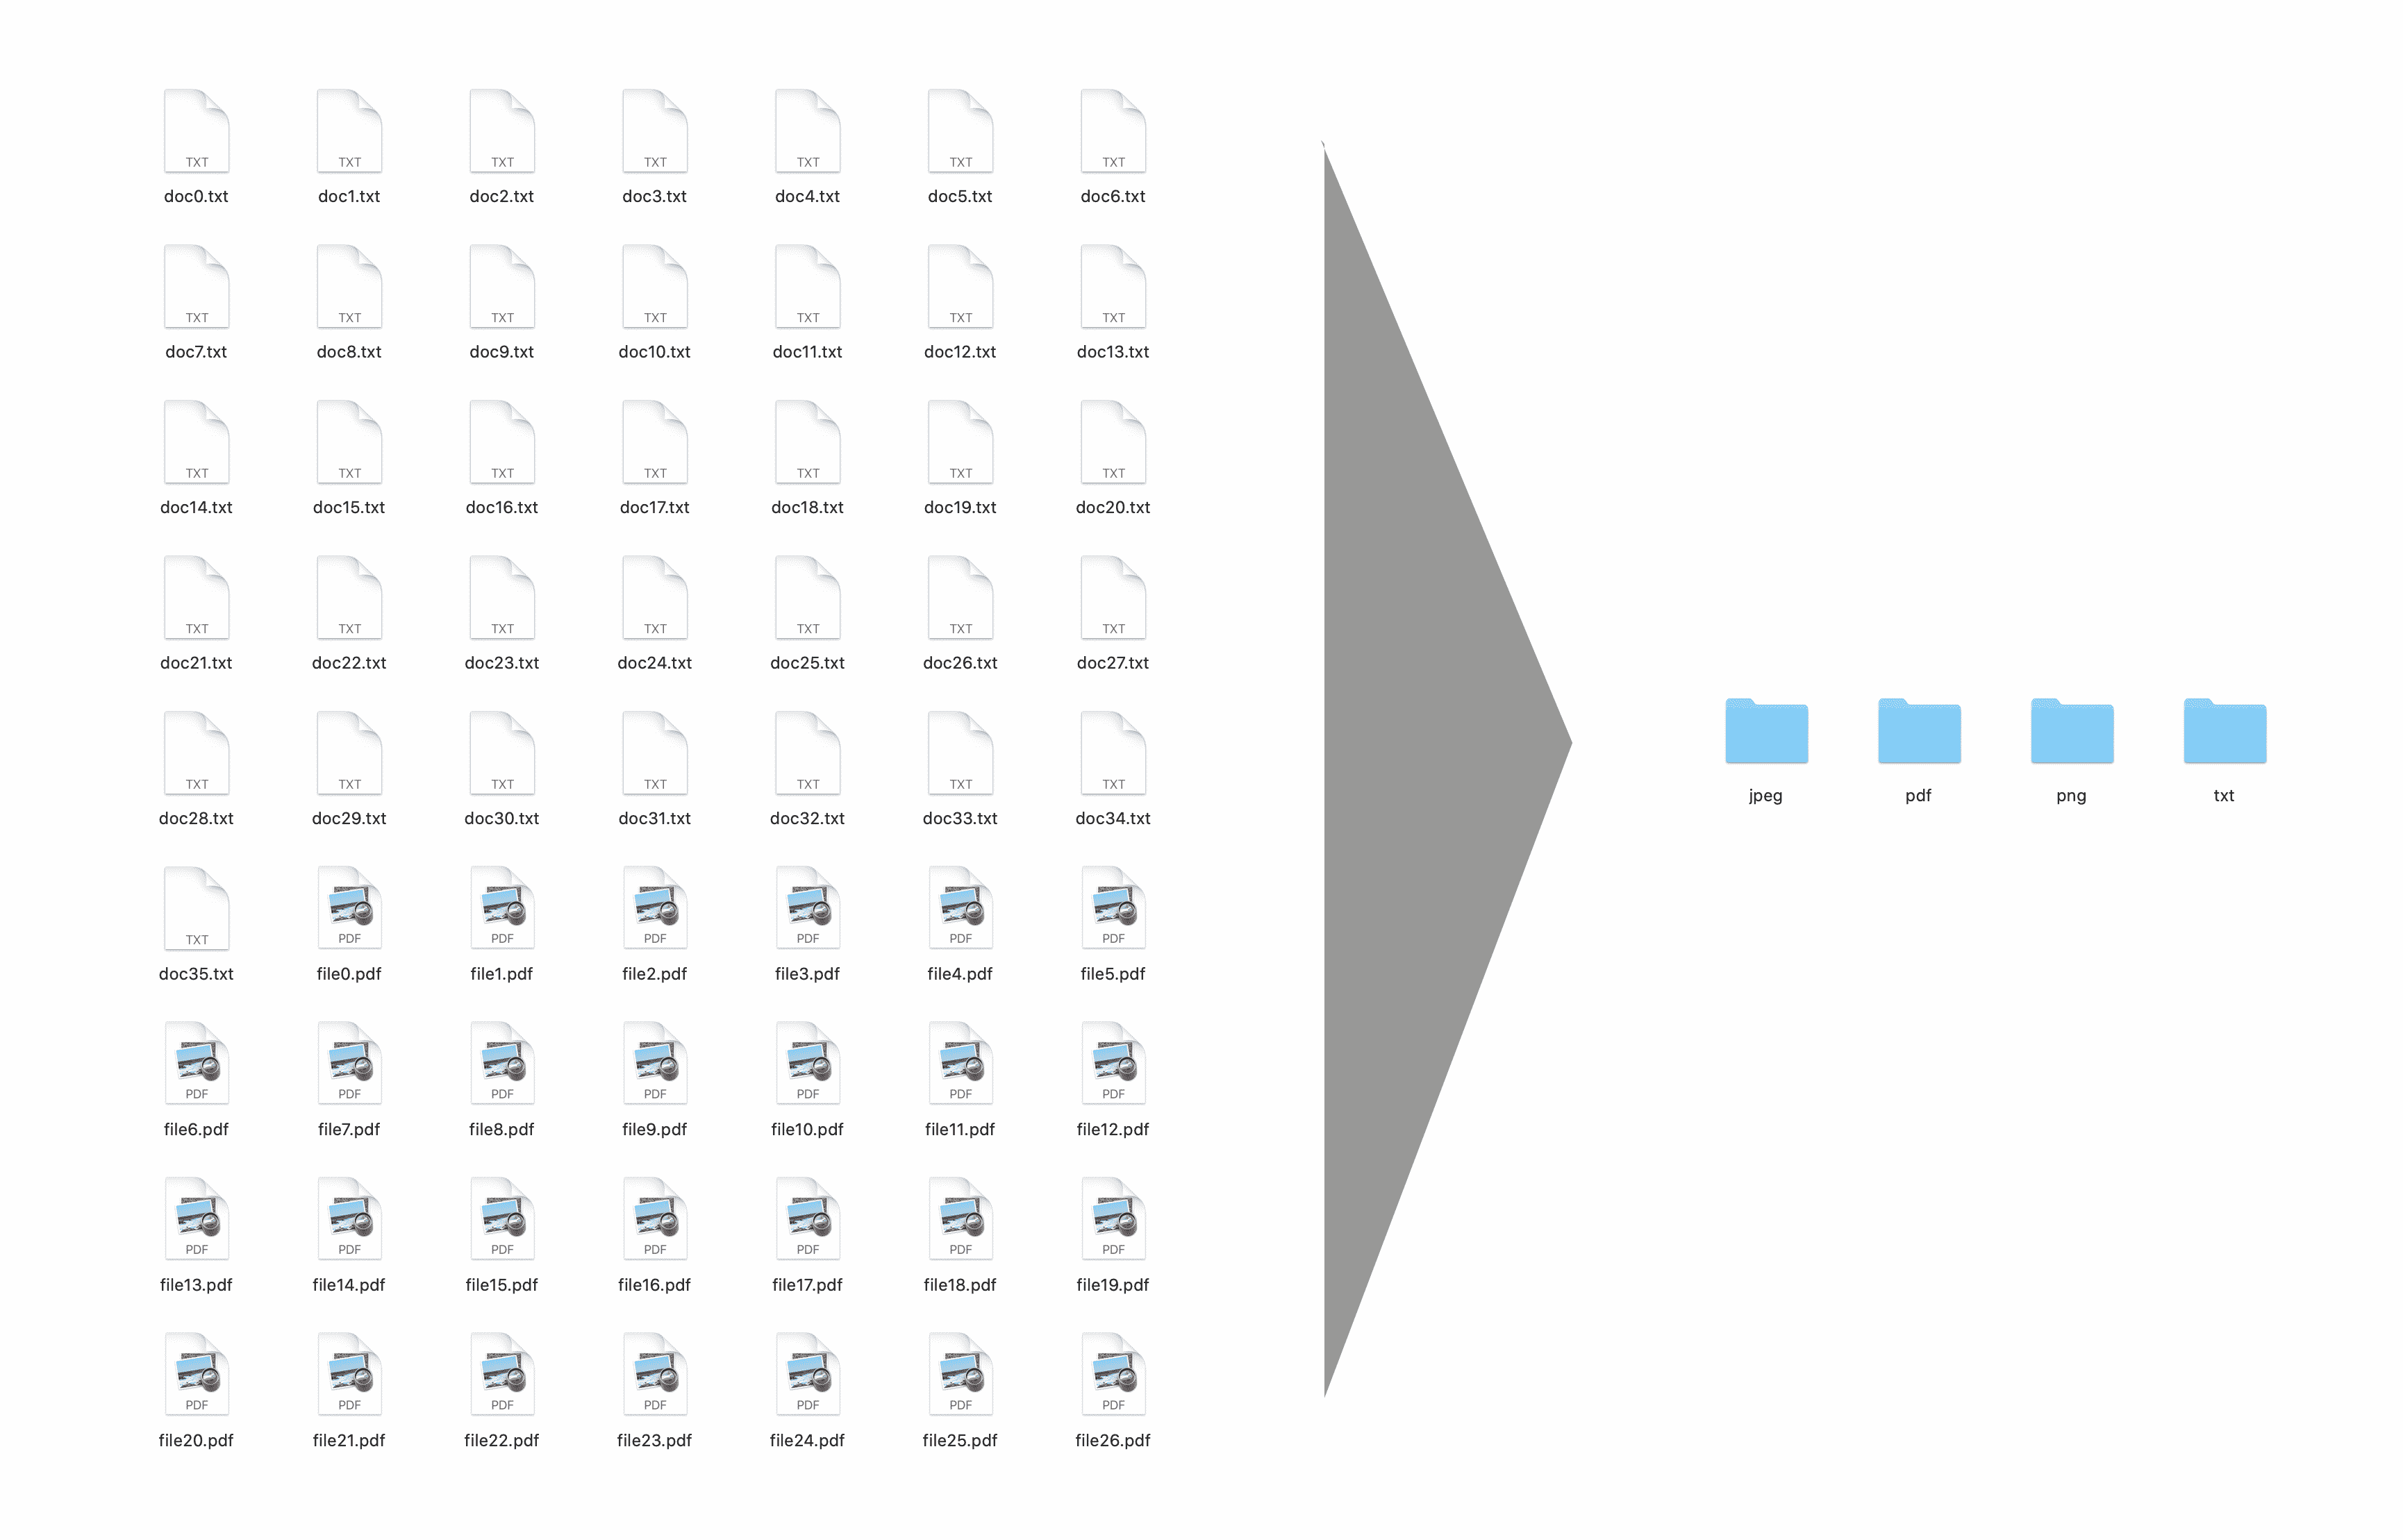 TXT TXT TXT TXT TXT TXT TXT
doc0.txt doc1.txt doc2.txt doc3.txt doc4.txt doc5.txt doc6.txt
TXT TXT TXT TXT TXT TXT TXT
doc7.txt doc8.txt doc9.txt doc10.txt doc11.txt doc12.txt doc13.txt
TXT TXT TXT TXT TXT TXT TXT
doc14.txt doc15.txt doc16.txt doc17.txt doc18.txt doc19.txt doc20.txt
TXT TXT TXT TXT TXT TXT TXT
doc21.txt doc22.txt doc23.txt doc24.txt doc25.txt doc26.txt doc27.txt
TXT TXT TXT TXT TXT TXT TXT
doc28.txt doc29.txt doc30.txt doc31.txt doc32.txt doc33.txt doc34.txt
TXT PDF PDF PDF PDF PDF PDF
doc35.txt file0.pdf file1.pdf file2.pdf file3.pdf file4.pdf file5.pdf
PDF PDF PDF PDF PDF PDF PDF
file6.pdf file7.pdf file8.pdf file9.pdf file10.pdf file11.pdf file12.pdf
PDF PDF PDF PDF PDF PDF PDF
file13.pdf file14.pdf file15.pdf file16.pdf file17.pdf file18.pdf file19.pdf
PDF PDF PDF PDF PDF PDF PDF
file20.pdf file21.pdf file22.pdf file23.pdf file24.pdf file25.pdf file26.pdf
jpeg pdf png txt